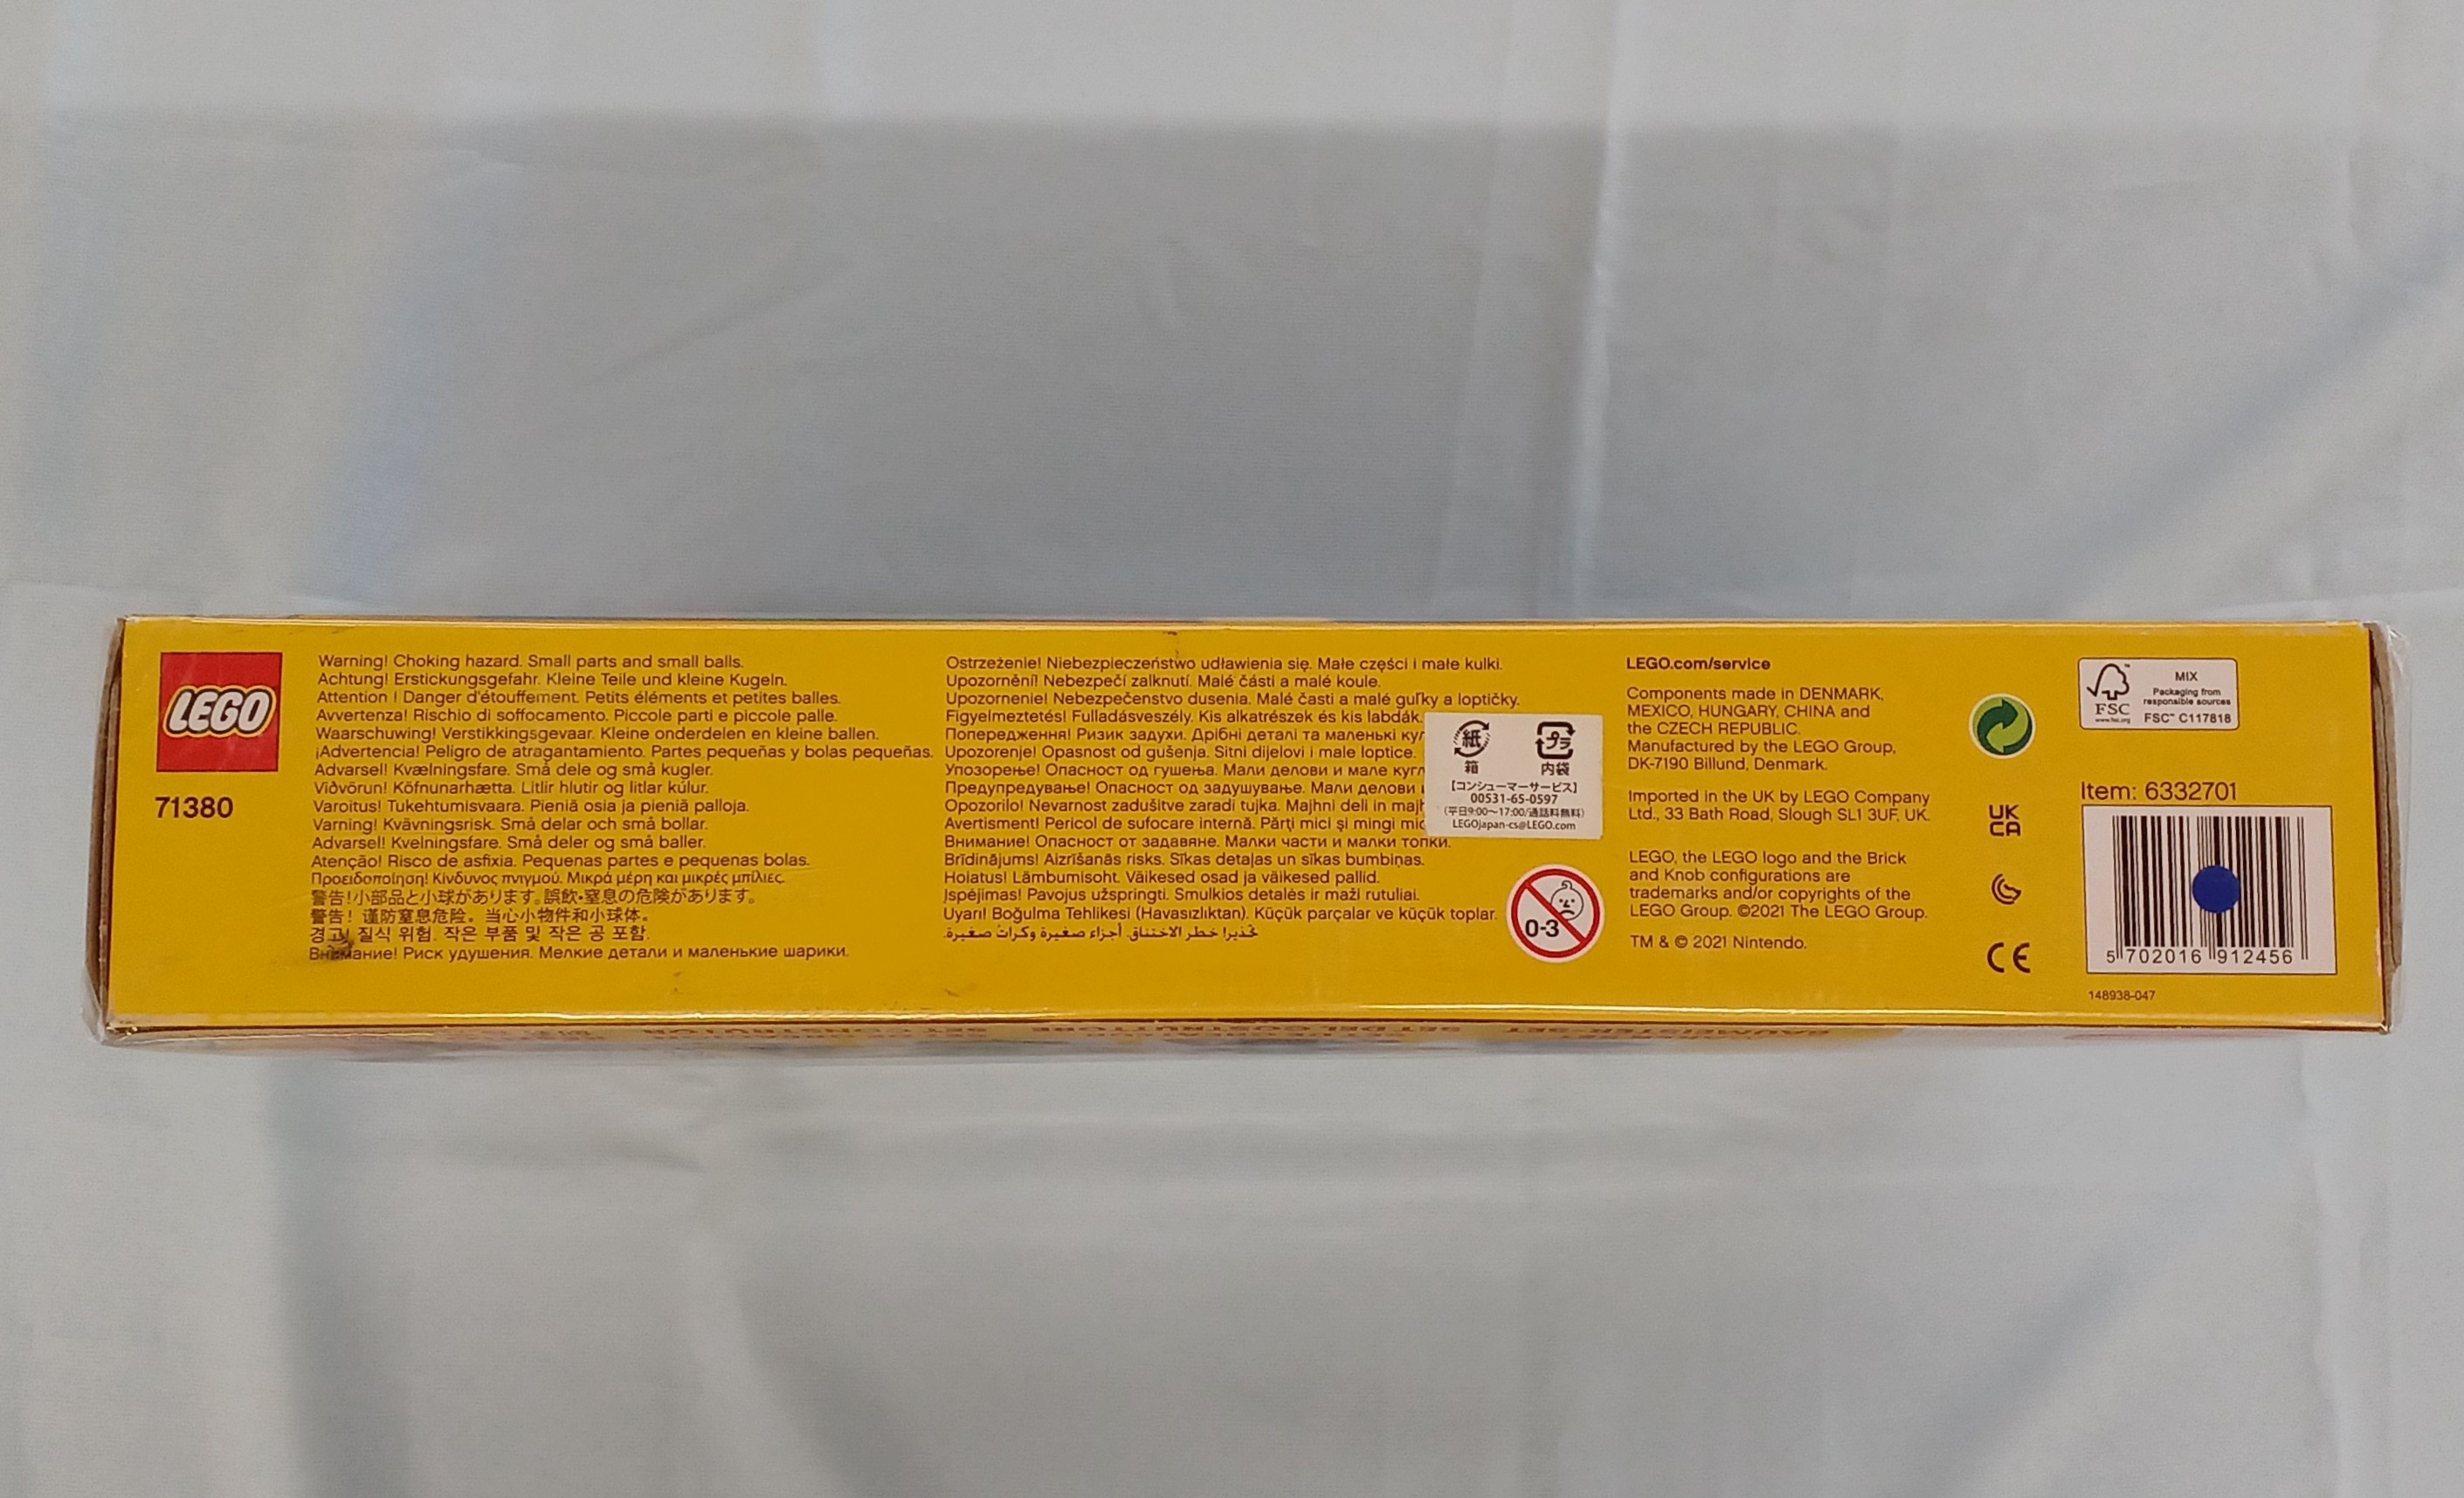 LEGO
71380
Warning! Choking hazard. Small parts and small balls.
Achtung! Erstickungsgefahr. Kleine Teile und kleine Kugeln.
Attention ! Danger d'étouffement. Petits éléments et petites balles.
Avvertenza! Rischio di soffocamento. Piccole parti e piccole palle.
Waarschuwing! Verstikkingsgevaar. Kleine onderdelen en kleine ballen.
¡Advertencia! Peligro de atragantamiento. Partes pequeñas y bolas pequeñas.
Advarsel! Kvælningsfare. Små dele og små kugler.
Viðvörun! Köfnunarhætta. Litlir hlutir og litlar kúlur.
Varoitus! Tukehtumisvaara. Pieniä osia ja pieniä palloja.
Varning! Kvävningsrisk. Små delar och små bollar.
Advarsel! Kvelningsfare. Små deler og små baller.
Atenção! Risco de asfixia. Pequenas partes e pequenas bolas.
Προειδοποίηση! Κίνδυνος πνιγμού. Μικρά μέρη και μικρές μπίλιες.
警告!小部品と小球があります。誤飲・窒息の危険があります。
警告！谨防窒息危险。当心小物件和小球体。
경고! 질식 위험. 작은 부품 및 작은 공 포함.
Внимание! Риск удушения. Мелкие детали и маленькие шарики.
Ostrzeżenie! Niebezpieczeństwo udławienia się. Małe części i małe kulki.
Upozornění! Nebezpečí zalknutí. Malé části a malé koule.
Upozornenie! Nebezpečenstvo dusenia. Malé časti a malé guľky a loptičky.
Figyelmeztetés! Fulladásveszély. Kis alkatrészek és kis labdák.
Попередження! Ризик задухи. Дрібні деталі та маленькі
Upozorenje! Opasnost od gušenja. Sitni dijelovi i male loptice.
Упозорење! Опасност од гушења. Мали делови и мале
Предупредување! Опасност од задушување. Мали делови
Opozorilo! Nevarnost zadušitve zaradi tujka. Majhni deli in
Avertisment! Pericol de sufocare internă. Părţi mici şi mingi
Внимание! Опасност от задавяне. Малки части и малки топки.
Brīdinājums! Aizrīšanās risks. Sīkas detaļas un sīkas bumbiņas.
Hoiatus! Lämbumisoht. Väikesed osad ja väikesed pallid.
Įspėjimas! Pavojus užspringti. Smulkios detalės ir maži rutuliai.
Uyarı! Boğulma Tehlikesi (Havasızlıktan). Küçük parçalar ve küçük toplar.
تحذير! خطر الاختناق. أجزاء صغيرة وكرات صغيرة.
紙 プラ
箱 内袋
【コンシューマーサービス】
00531-65-0597
(平日9:00～17:00/通話料無料)
LEGOjapan-cs@LEGO.com
0-3
LEGO.com/service
Components made in DENMARK,
MEXICO, HUNGARY, CHINA and
the CZECH REPUBLIC.
Manufactured by the LEGO Group,
DK-7190 Billund, Denmark.
Imported in the UK by LEGO Company
Ltd., 33 Bath Road, Slough SL1 3UF, UK.
LEGO, the LEGO logo and the Brick
and Knob configurations are
trademarks and/or copyrights of the
LEGO Group. ©2021 The LEGO Group.
TM & © 2021 Nintendo.
UK
CA
CE
FSC
www.fsc.org
MIX
Packaging from
responsible sources
FSC™ C117818
Item: 6332701
5 702016 912456
148938-047